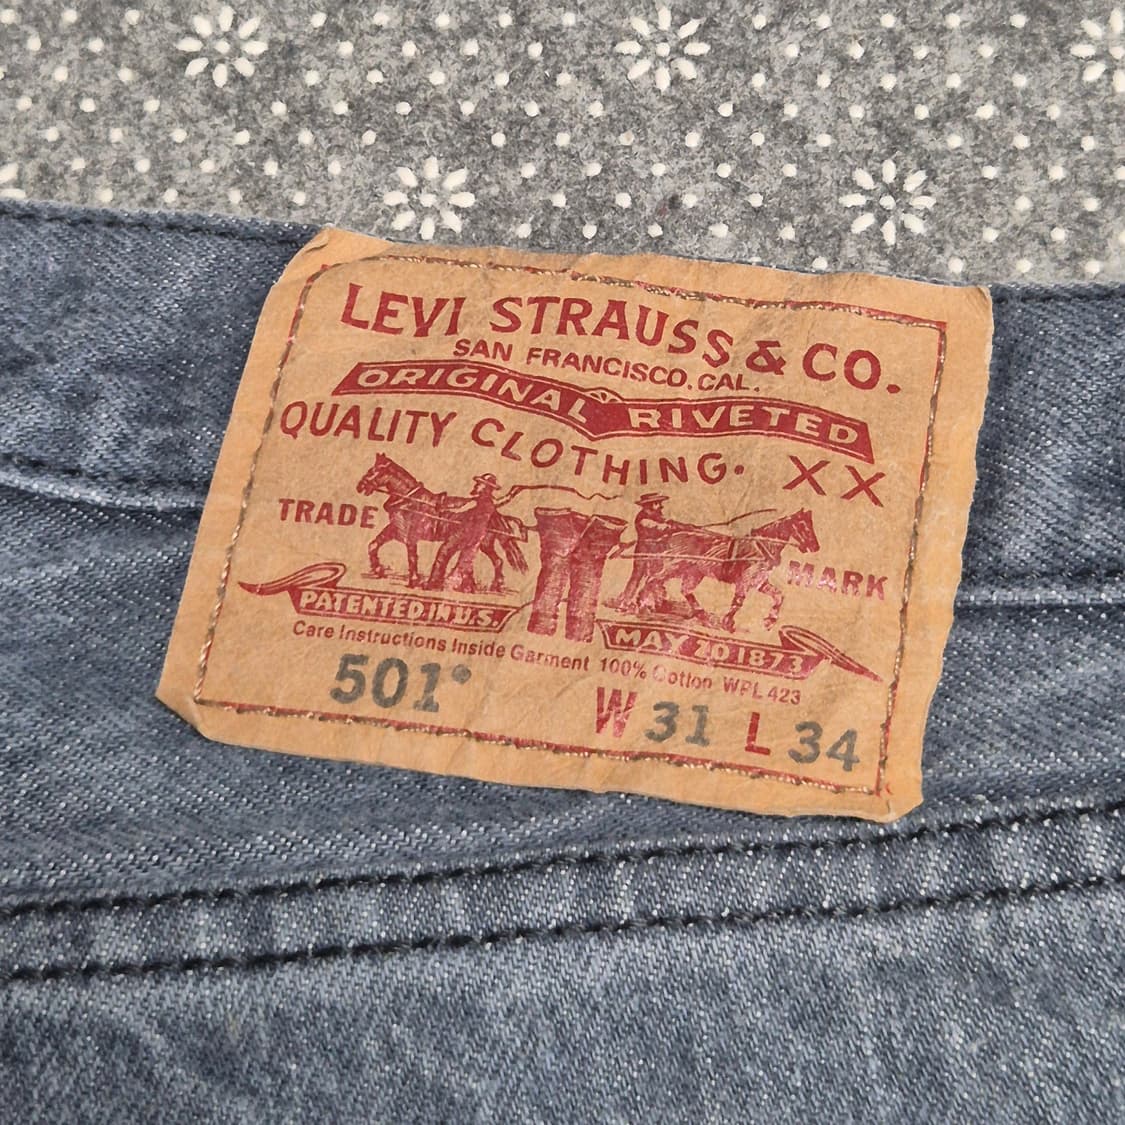 LEVI STRAUSS & CO.
SAN FRANCISCO, CAL.
ORIGINAL RIVETED
QUALITY CLOTHING. XX
TRADE MARK
PATENTED IN U.S. MAY 20 1873
Care Instructions Inside Garment 100% Cotton WPL 423
501®
W 31 L 34